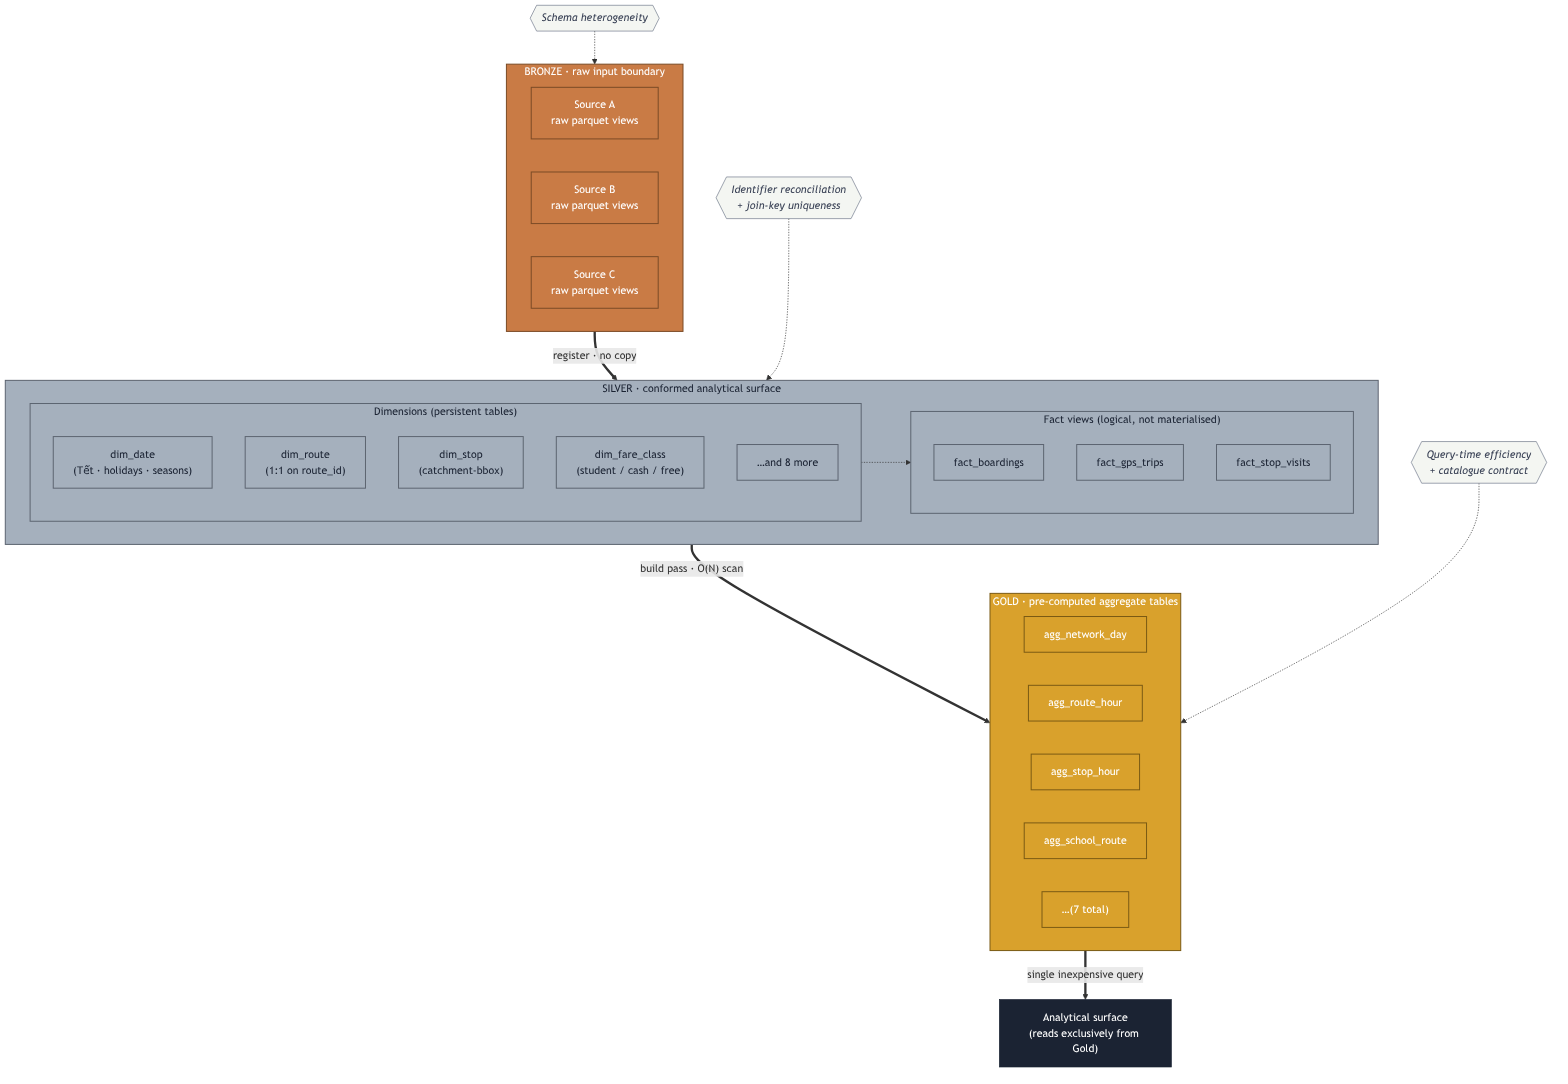 Schema heterogeneity
BRONZE · raw input boundary
Source A
raw parquet views
Source B
raw parquet views
Source C
raw parquet views
Identifier reconciliation
+ join-key uniqueness
register · no copy
SILVER · conformed analytical surface
Dimensions (persistent tables)
dim_date
(Tết · holidays · seasons)
dim_route
(1:1 on route_id)
dim_stop
(catchment-bbox)
dim_fare_class
(student / cash / free)
…and 8 more
Fact views (logical, not materialised)
fact_boardings
fact_gps_trips
fact_stop_visits
Query-time efficiency
+ catalogue contract
build pass · O(N) scan
GOLD · pre-computed aggregate tables
agg_network_day
agg_route_hour
agg_stop_hour
agg_school_route
…(7 total)
single inexpensive query
Analytical surface
(reads exclusively from
Gold)